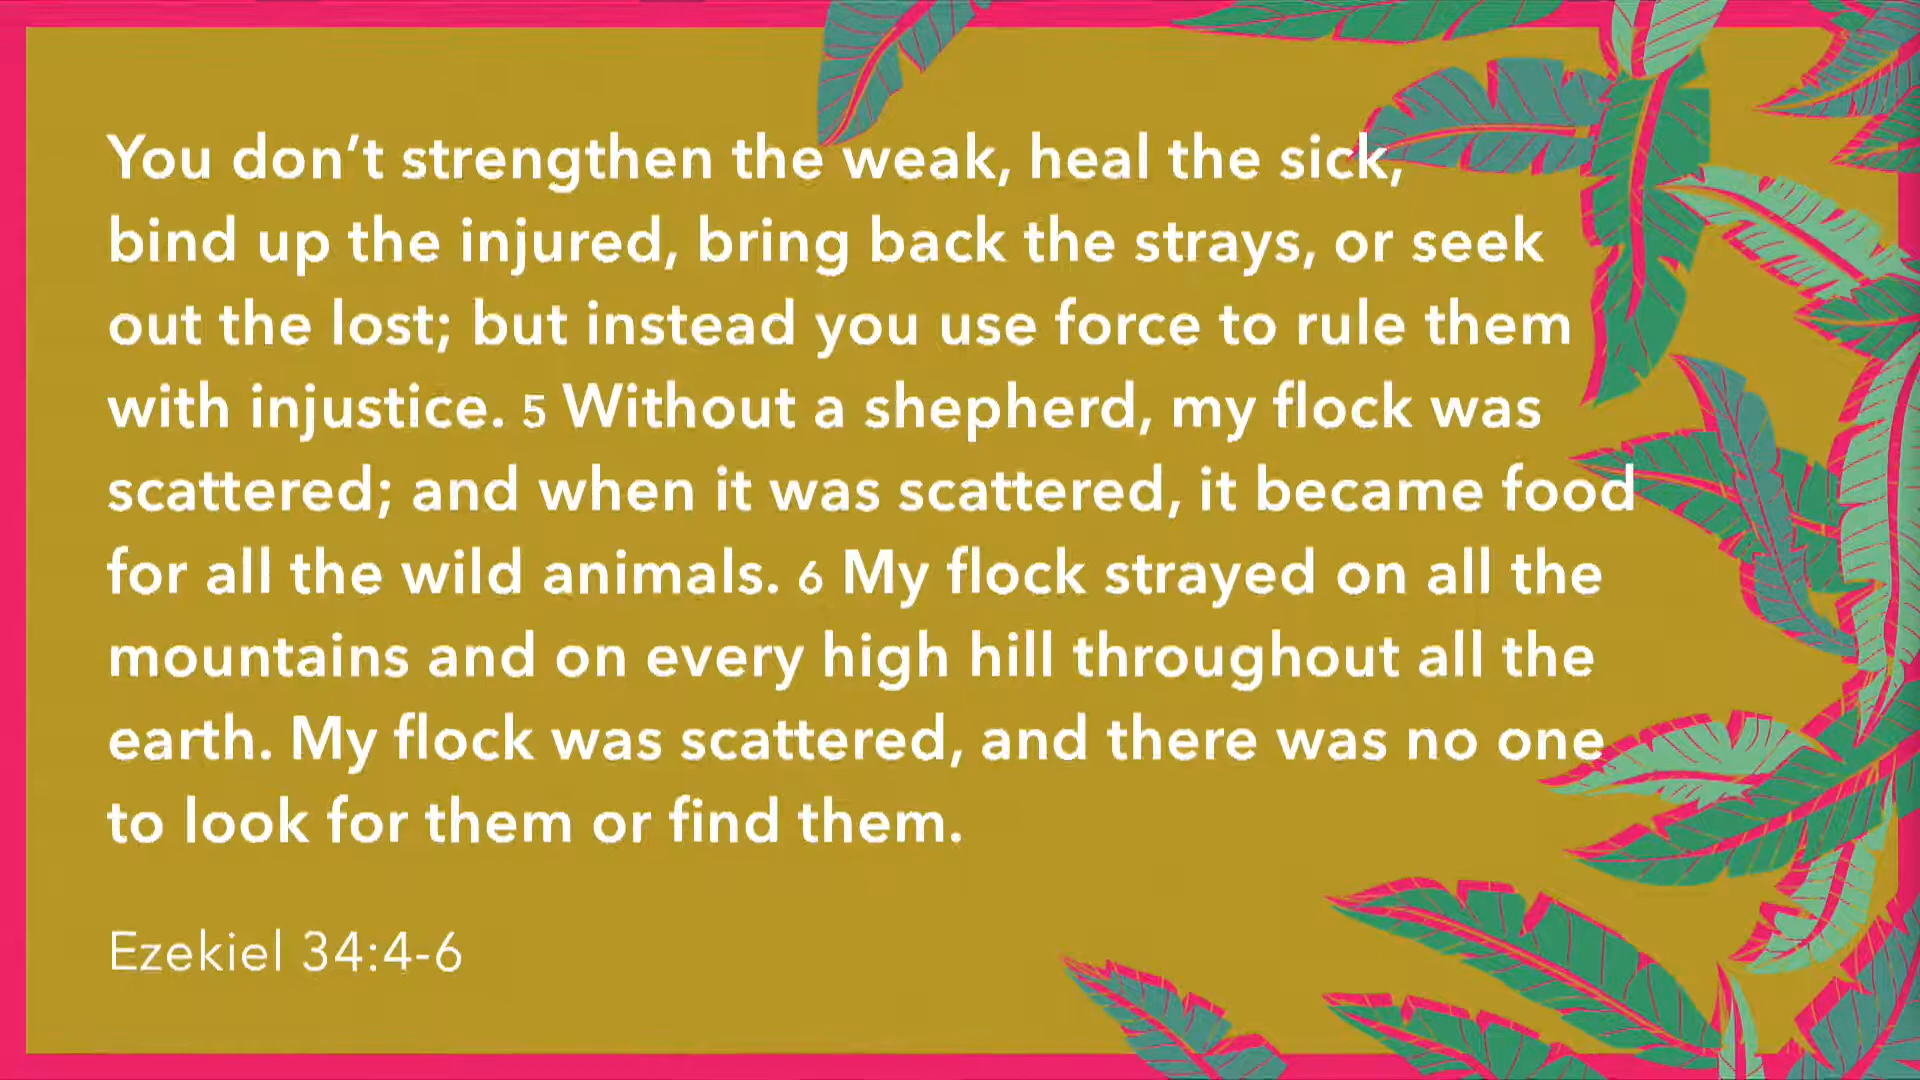 You don’t strengthen the weak, heal the sick,
bind up the injured, bring back the strays, or seek
out the lost; but instead you use force to rule them
with injustice. 5 Without a shepherd, my flock was
scattered; and when it was scattered, it became food
for all the wild animals. 6 My flock strayed on all the
mountains and on every high hill throughout all the
earth. My flock was scattered, and there was no one
to look for them or find them.
Ezekiel 34:4-6